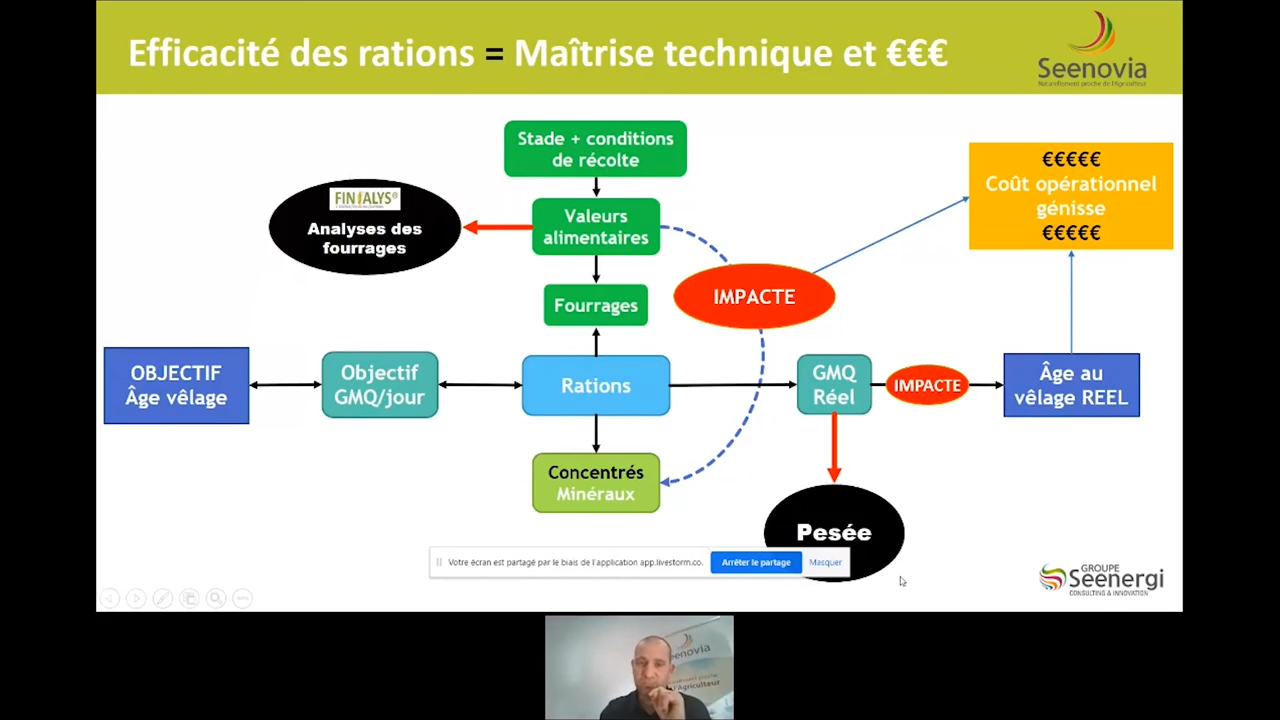 Efficacité des rations = Maîtrise technique et €€€
Seenovia
Naturellement proche de l'Agriculteur
Stade + conditions
de récolte
FINALYS®
Analyses des
fourrages
Valeurs
alimentaires
Fourrages
IMPACTE
€€€€€
Coût opérationnel
génisse
€€€€€
OBJECTIF
Âge vêlage
Objectif
GMQ/jour
Rations
GMQ
Réel
IMPACTE
Âge au
vêlage REEL
Concentrés
Minéraux
Pesée
Votre écran est partagé par le biais de l'application app.livestorm.co.
Arrêter le partage
Masquer
GROUPE
Seenergi
CONSULTING & INNOVATION
Seenovia
l'Agriculteur